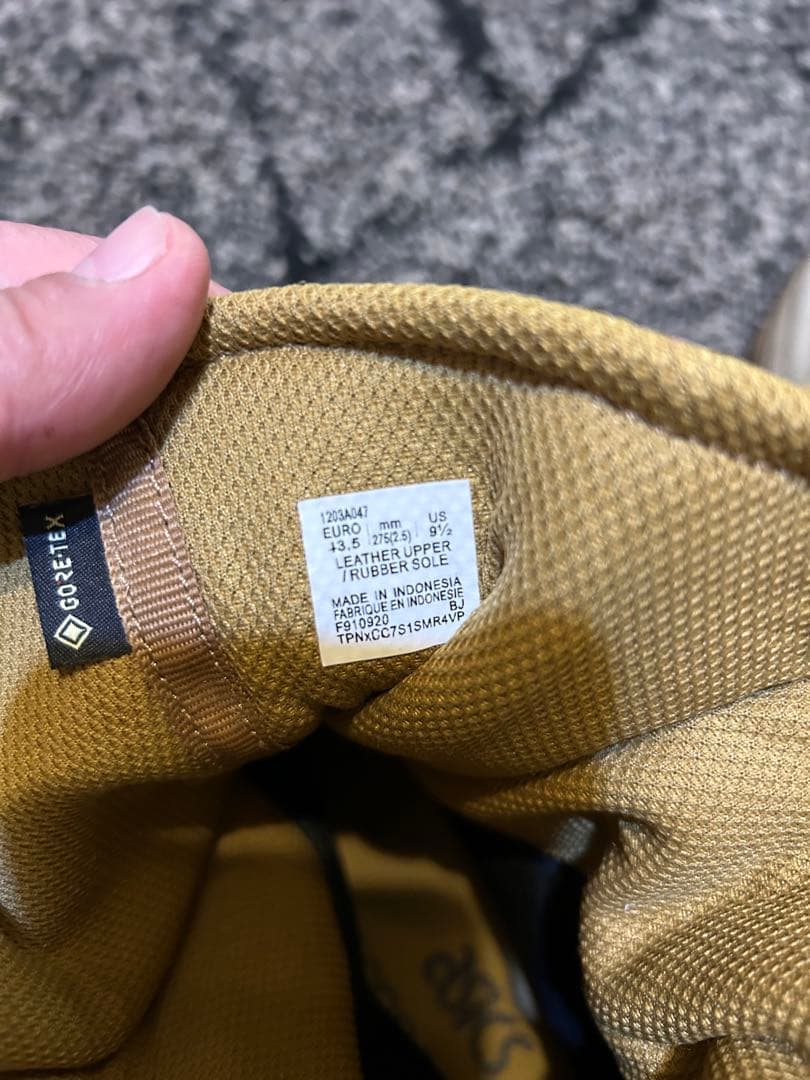 GORE-TEX
1203A047
EURO mm US
43.5 275(2.5) 9½
LEATHER UPPER
/RUBBER SOLE
MADE IN INDONESIA
FABRIQUE EN INDONESIE
F910920 BJ
TPNxCC7S1SMR4VP
asics